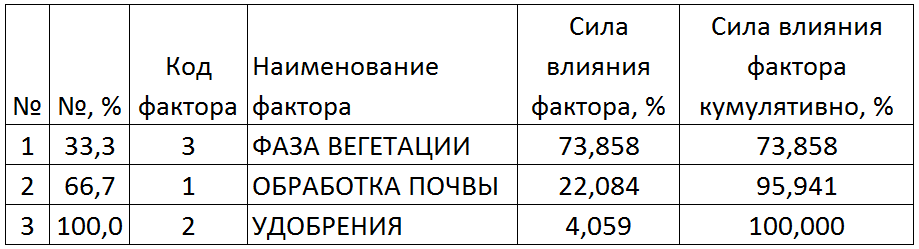 № №, % Код фактора Наименование фактора Сила влияния фактора, % Сила влияния фактора кумулятивно, %
1 33,3 3 ФАЗА ВЕГЕТАЦИИ 73,858 73,858
2 66,7 1 ОБРАБОТКА ПОЧВЫ 22,084 95,941
3 100,0 2 УДОБРЕНИЯ 4,059 100,000